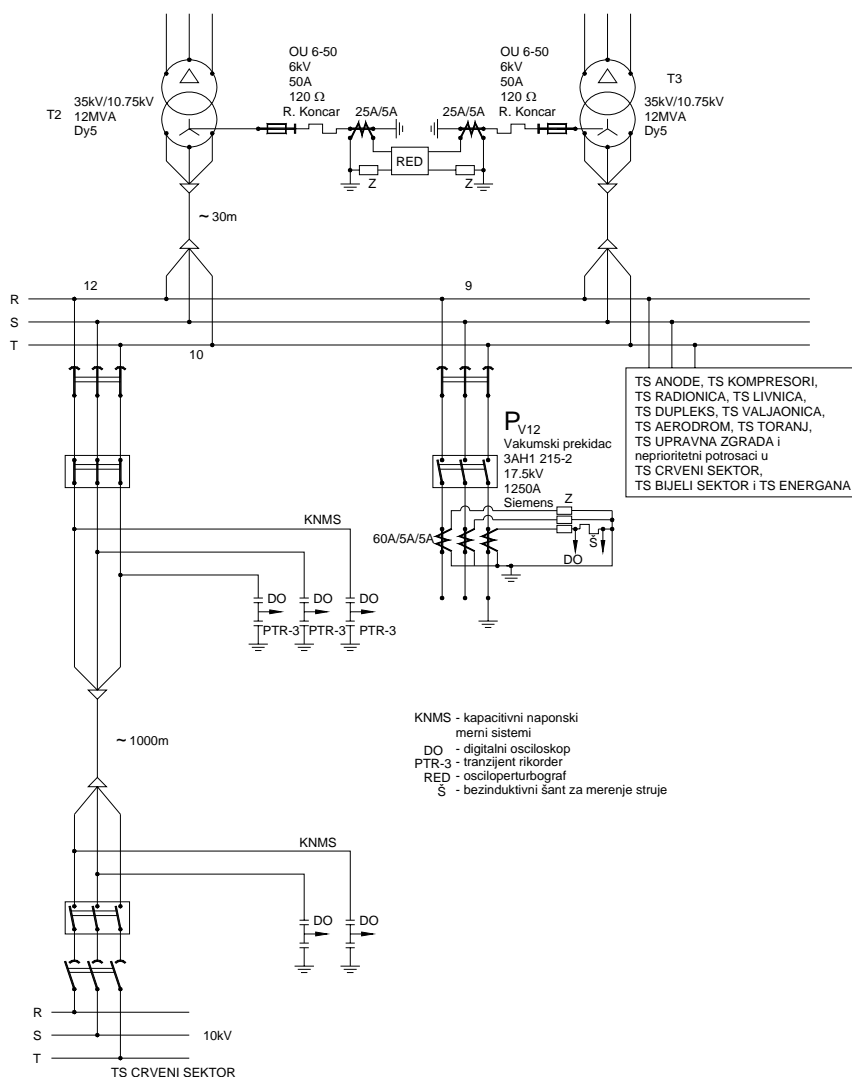 OU 6-50
6kV
50A
120 Ω
R. Koncar
OU 6-50
6kV
50A
120 Ω
R. Koncar
T2
35kV/10.75kV
12MVA
Dy5
25A/5A
25A/5A
T3
35kV/10.75kV
12MVA
Dy5
RED
Z
Z
~ 30m
12
9
R
S
T
10
TS ANODE, TS KOMPRESORI,
TS RADIONICA, TS LIVNICA,
TS DUPLEKS, TS VALJAONICA,
TS AERODROM, TS TORANJ,
TS UPRAVNA ZGRADA i
neprioritetni potrosaci u
TS CRVENI SEKTOR,
TS BIJELI SEKTOR i TS ENERGANA
PV12
Vakumski prekidac
3AH1 215-2
17.5kV
1250A
Siemens
Z
60A/5A/5A
Š
DO
KNMS
DO
DO
DO
PTR-3
PTR-3
PTR-3
~ 1000m
KNMS - kapacitivni naponski
merni sistemi
DO - digitalni osciloskop
PTR-3 - tranzijent rikorder
RED - osciloperturbograf
Š - bezinduktivni šant za merenje struje
KNMS
DO
DO
R
S
10kV
T
TS CRVENI SEKTOR